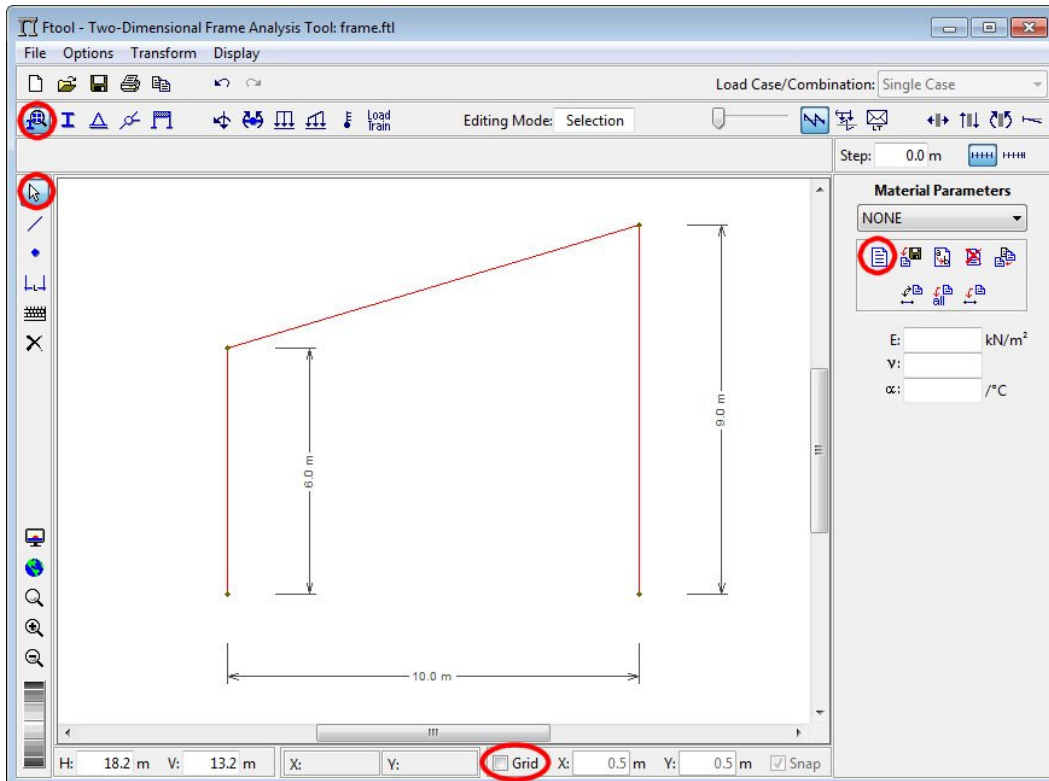 Ftool - Two-Dimensional Frame Analysis Tool: frame.ftl
File Options Transform Display
Load Case/Combination: Single Case
Load Train
Editing Mode: Selection
LT
Step: 0.0 m
Material Parameters
NONE
a b
all
L
E: kN/m²
ν:
α: /°C
9.0 m
6.0 m
10.0 m
H: 18.2 m V: 13.2 m X: Y: Grid X: 0.5 m Y: 0.5 m Snap